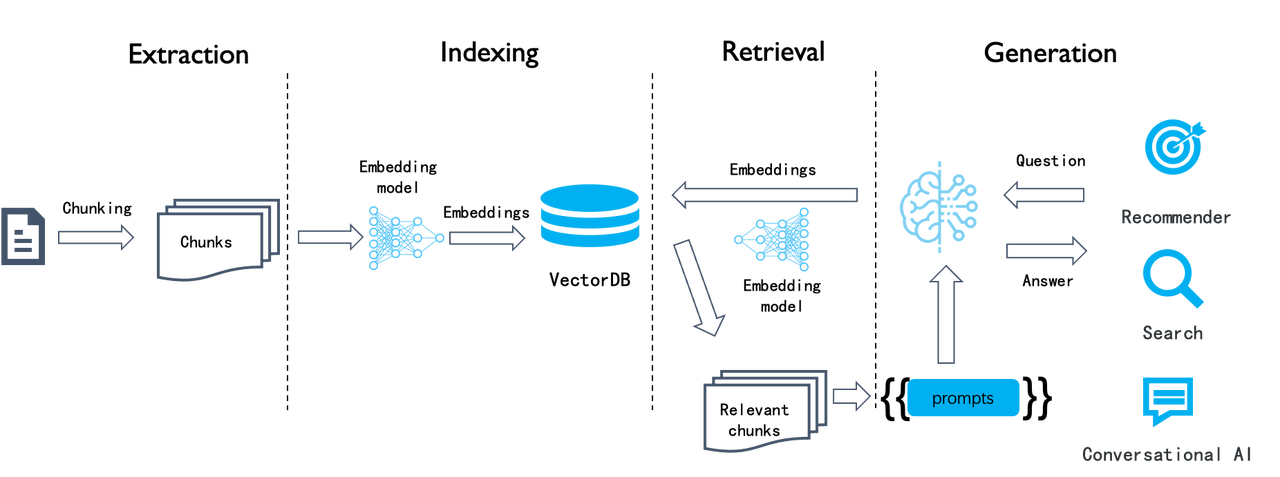 Extraction
Indexing
Retrieval
Generation
Chunking
Chunks
Embedding
model
Embeddings
VectorDB
Embeddings
Embedding
model
Relevant
chunks
{{ prompts }}
Question
Answer
Recommender
Search
Conversational AI